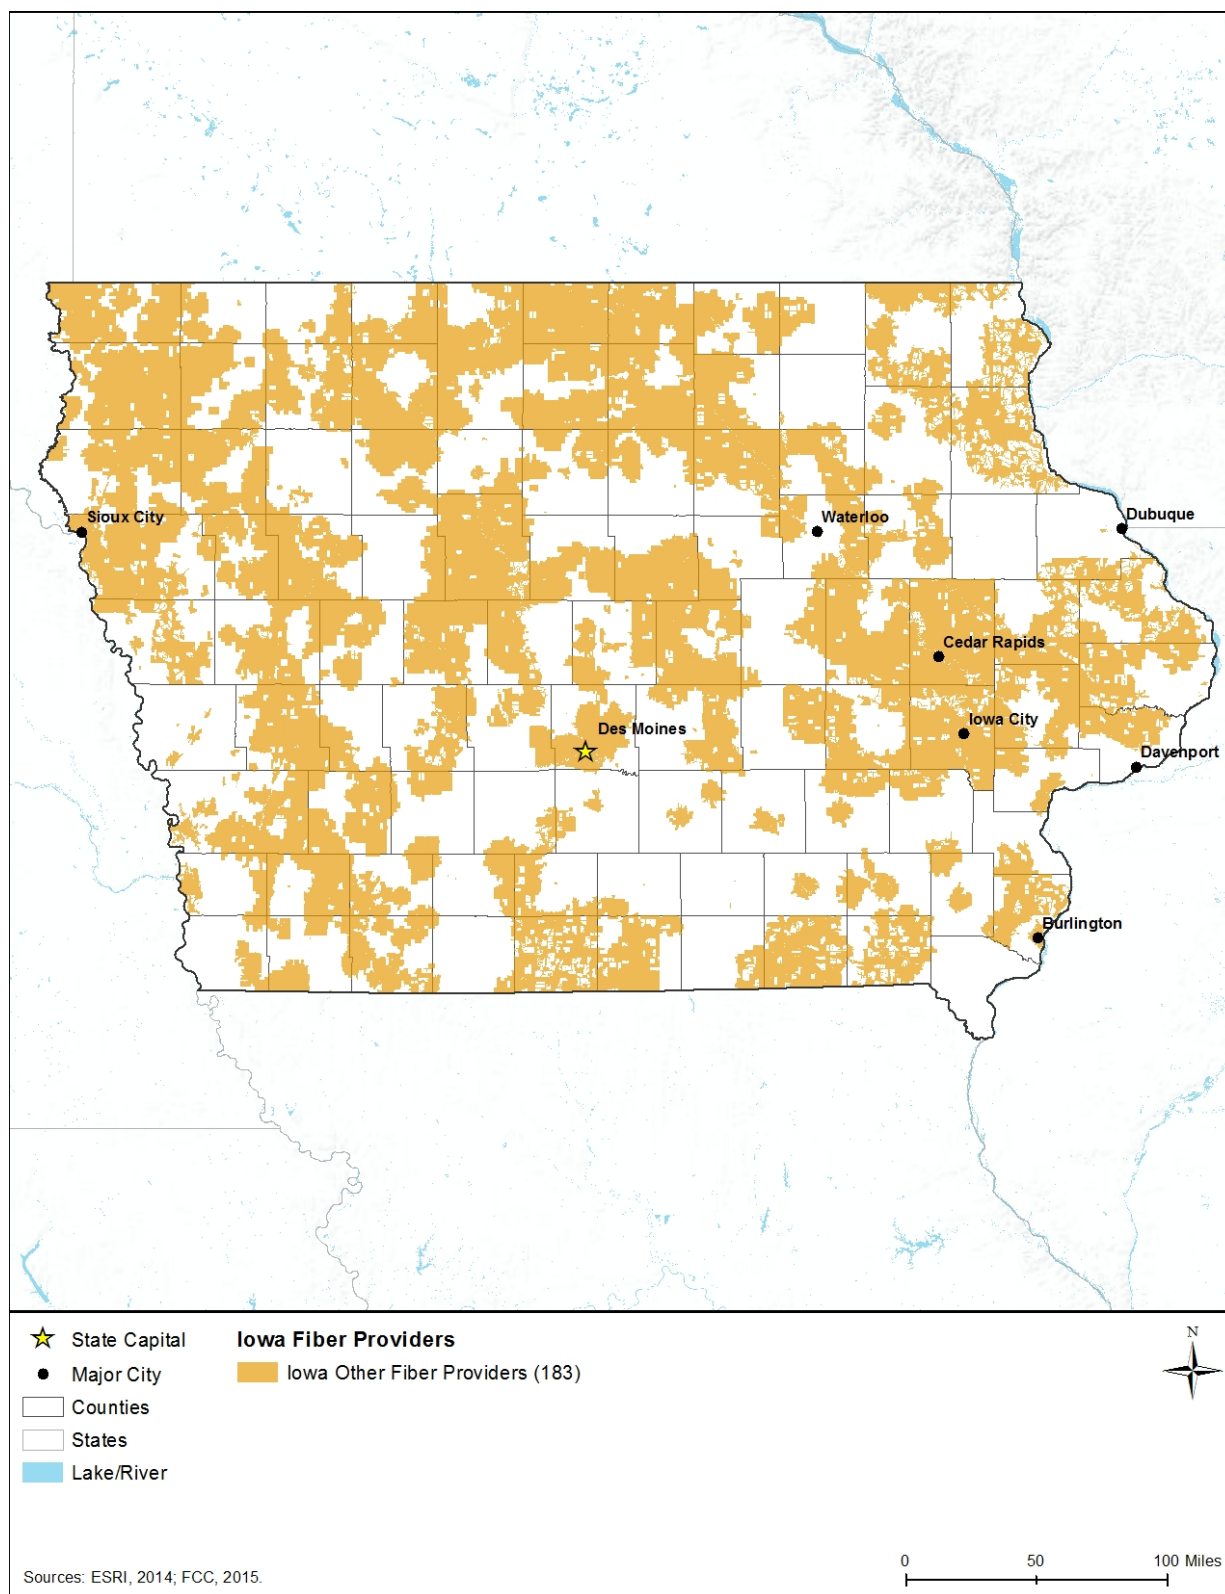 Sioux City
Waterloo
Dubuque
Cedar Rapids
Iowa City
Des Moines
Davenport
Burlington
State Capital
Iowa Fiber Providers
N
Major City
Iowa Other Fiber Providers (183)
Counties
States
Lake/River
0 50 100 Miles
Sources: ESRI, 2014; FCC, 2015.